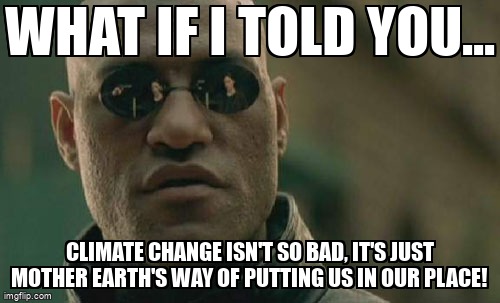 WHAT IF I TOLD YOU...
CLIMATE CHANGE ISN'T SO BAD, IT'S JUST
MOTHER EARTH'S WAY OF PUTTING US IN OUR PLACE!
imgflip.com